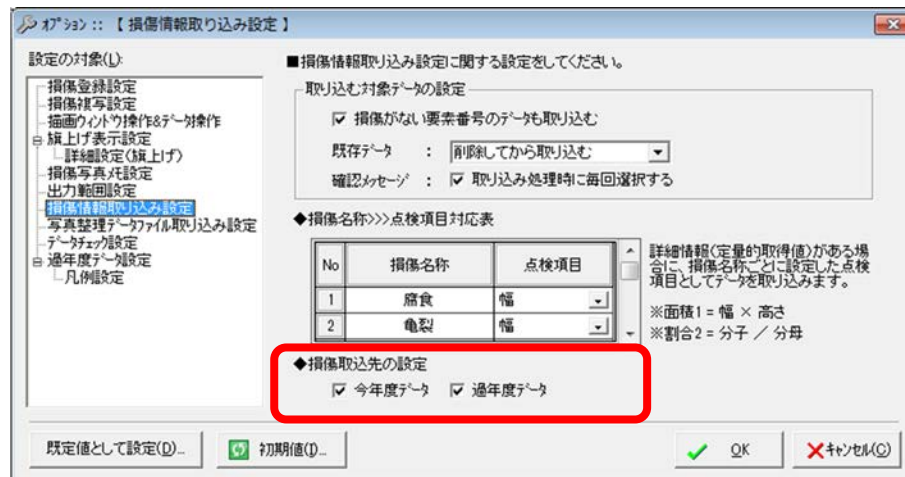 ｵﾌﾟｼｮﾝ :: 【 損傷情報取り込み設定 】
設定の対象(L):
損傷登録設定
損傷複写設定
描画ｳｨﾝﾄﾞｳ操作&ﾃﾞｰﾀ操作
旗上げ表示設定
詳細設定(旗上げ)
損傷写真ﾒﾓ設定
出力範囲設定
損傷情報取り込み設定
写真整理ﾃﾞｰﾀﾌｧｲﾙ取り込み設定
ﾃﾞｰﾀﾁｪｯｸ設定
過年度ﾃﾞｰﾀ設定
凡例設定
■損傷情報取り込み設定に関する設定をしてください。
取り込む対象ﾃﾞｰﾀの設定
損傷がない要素番号のﾃﾞｰﾀも取り込む
既存ﾃﾞｰﾀ : 削除してから取り込む
確認ﾒｯｾｰｼﾞ : 取り込み処理時に毎回選択する
◆損傷名称>>>点検項目対応表
No 損傷名称 点検項目
1 腐食 幅
2 亀裂 幅
詳細情報(定量的取得値)がある場
合に、損傷名称ごとに設定した点検
項目としてﾃﾞｰﾀを取り込みます。
※面積1 = 幅 × 高さ
※割合2 = 分子 ／ 分母
◆損傷取込先の設定
今年度ﾃﾞｰﾀ 過年度ﾃﾞｰﾀ
既定値として設定(D)... 初期値(I)... OK ｷｬﾝｾﾙ(C)